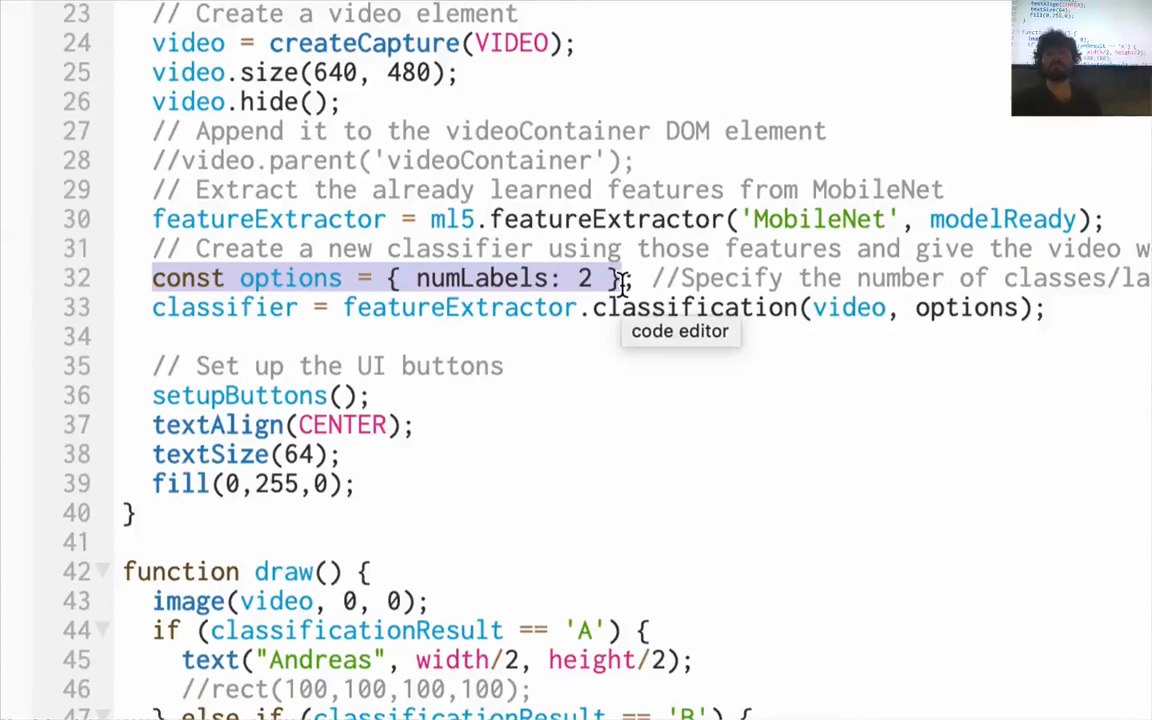 23 // Create a video element
24 video = createCapture(VIDEO);
25 video.size(640, 480);
26 video.hide();
27 // Append it to the videoContainer DOM element
28 //video.parent('videoContainer');
29 // Extract the already learned features from MobileNet
30 featureExtractor = ml5.featureExtractor('MobileNet', modelReady);
31 // Create a new classifier using those features and give the video w
32 const options = { numLabels: 2 }; //Specify the number of classes/la
33 classifier = featureExtractor.classification(video, options);
code editor
34
35 // Set up the UI buttons
36 setupButtons();
37 textAlign(CENTER);
38 textSize(64);
39 fill(0,255,0);
40 }
41
42 function draw() {
43 image(video, 0, 0);
44 if (classificationResult == 'A') {
45 text("Andreas", width/2, height/2);
46 //rect(100,100,100,100);
47 } else if (classificationResult == 'B') {